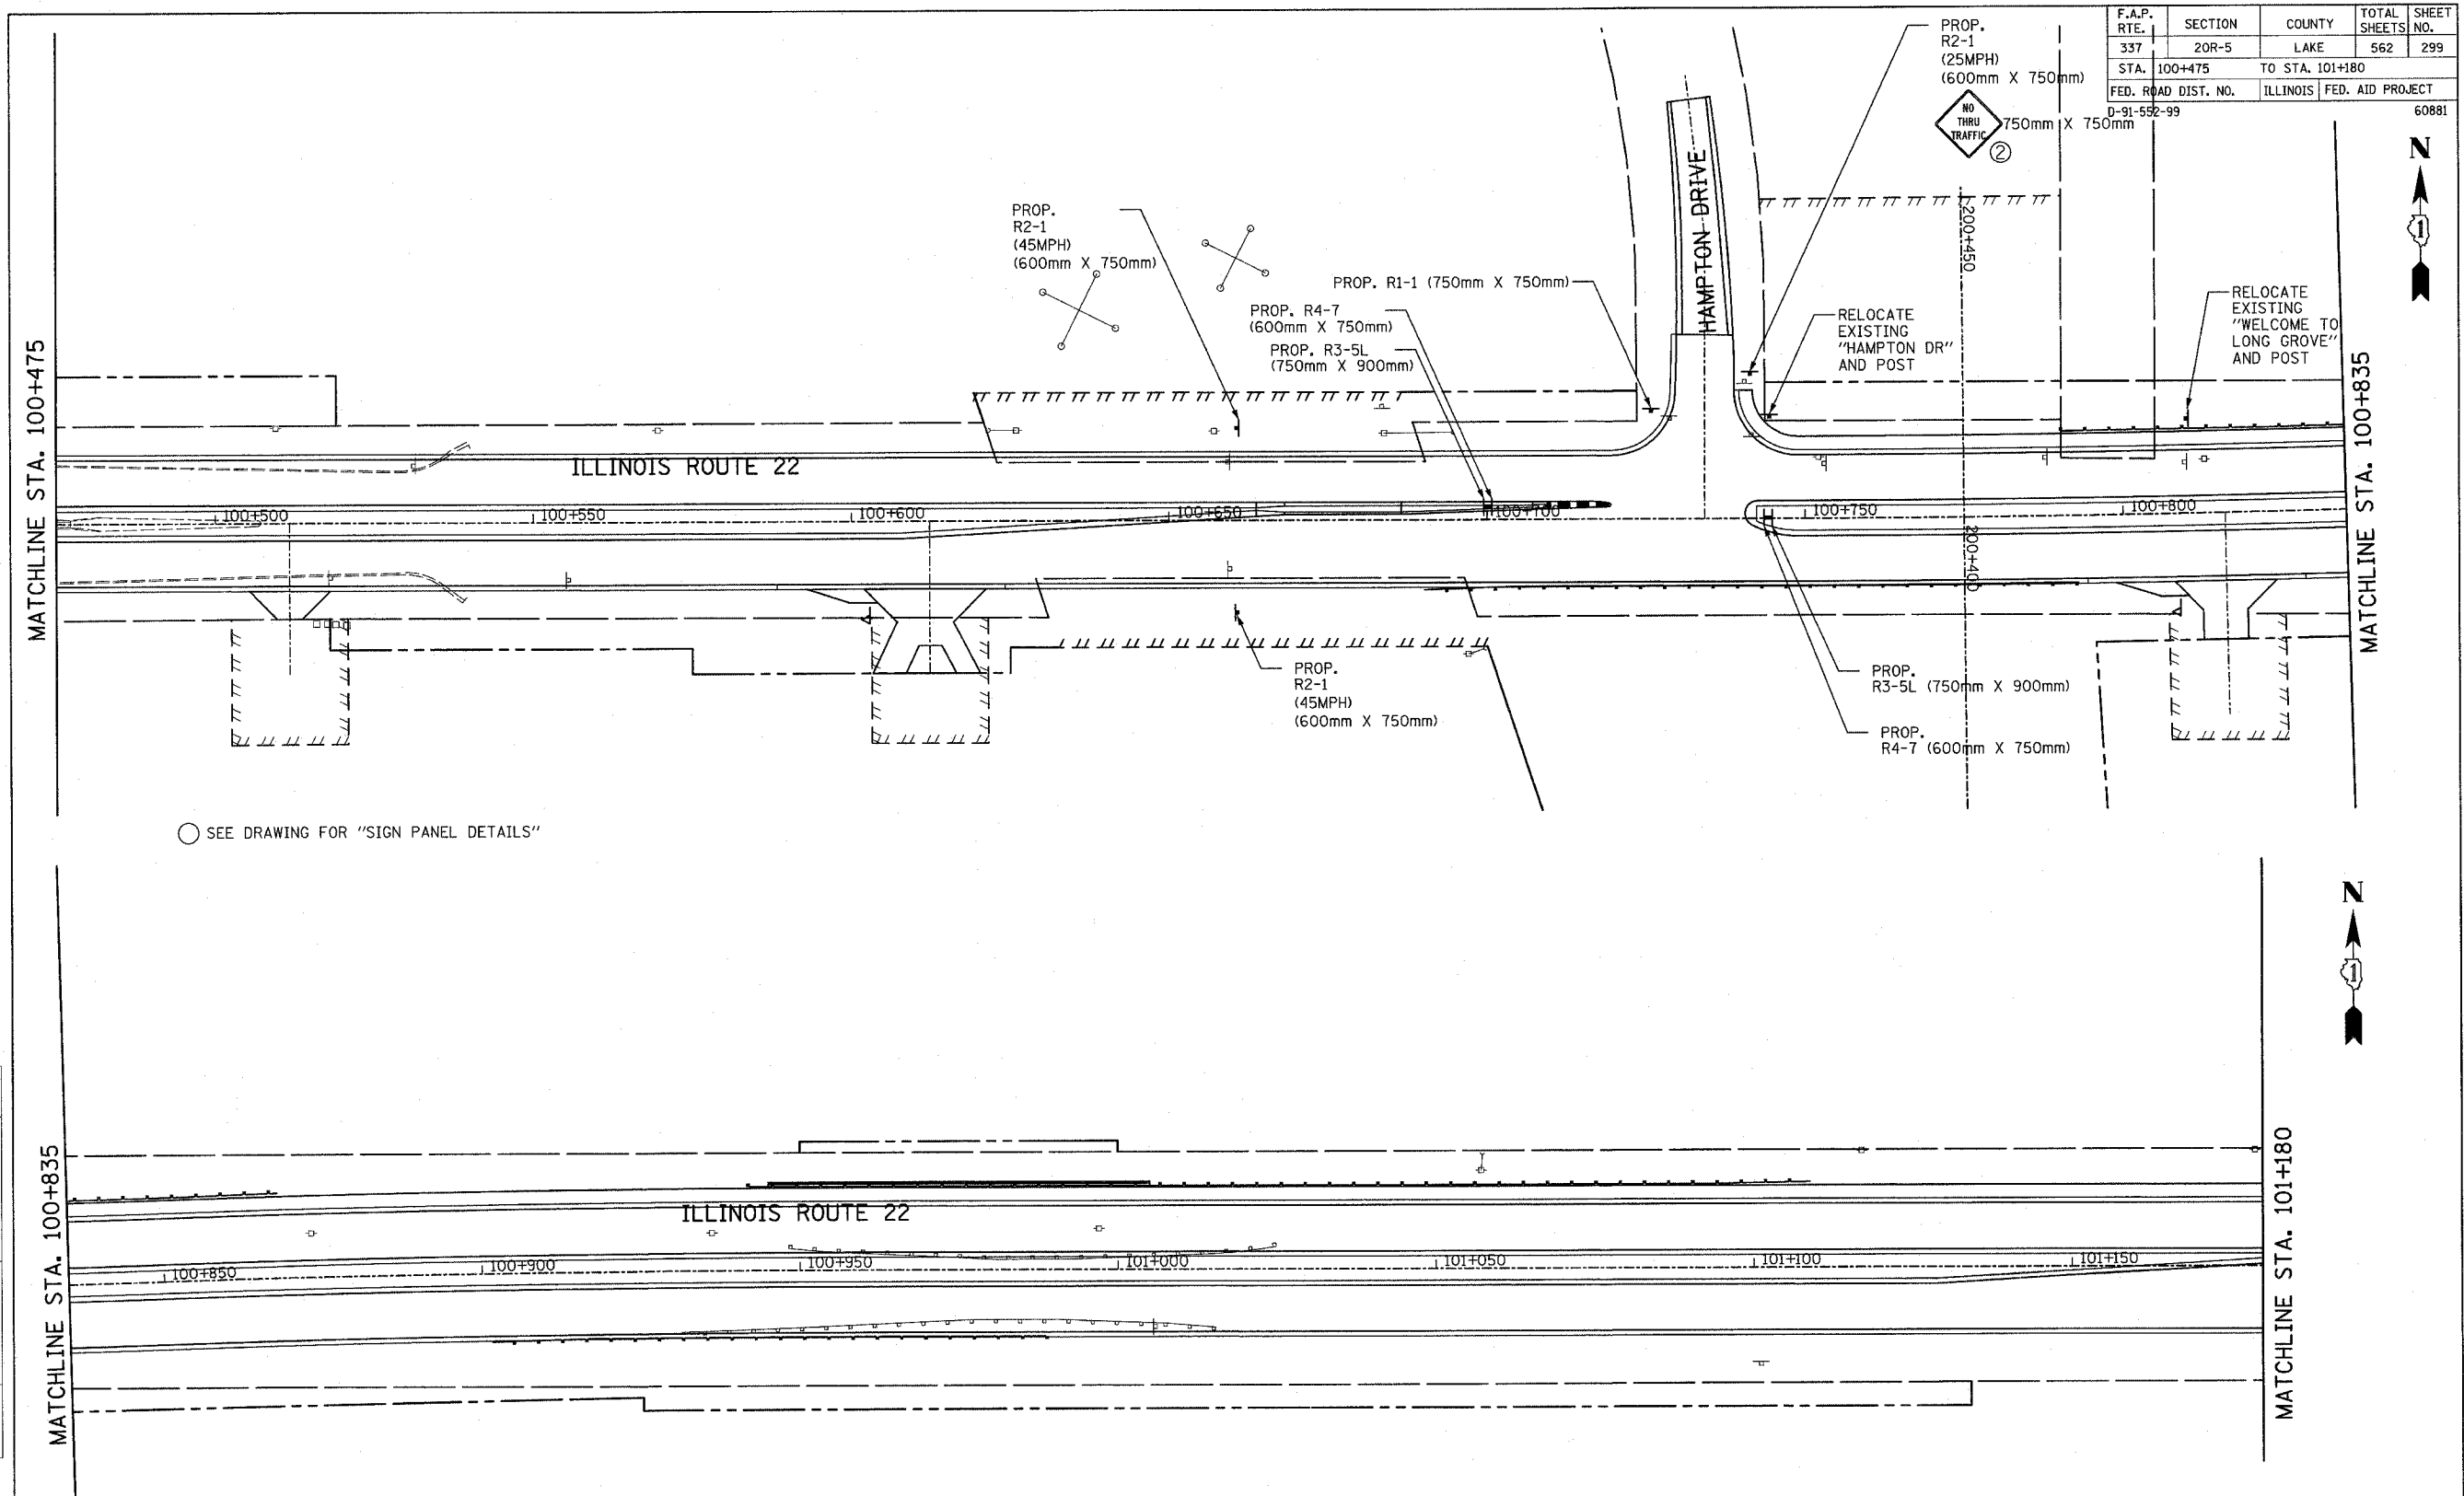 F.A.P. RTE. SECTION COUNTY TOTAL SHEETS SHEET NO.
337 20R-5 LAKE 562 299
STA. 100+475 TO STA. 101+180
FED. ROAD DIST. NO. ILLINOIS FED. AID PROJECT
D-91-552-99 60881
PROP.
R2-1
(25MPH)
(600mm X 750mm)
NO
THRU
TRAFFIC
750mm X 750mm
2
N
1
HAMPTON DRIVE
200+450
PROP.
R2-1
(45MPH)
(600mm X 750mm)
PROP. R1-1 (750mm X 750mm)
PROP. R4-7
(600mm X 750mm)
PROP. R3-5L
(750mm X 900mm)
RELOCATE
EXISTING
"HAMPTON DR"
AND POST
RELOCATE
EXISTING
"WELCOME TO
LONG GROVE"
AND POST
MATCHLINE STA. 100+475
MATCHLINE STA. 100+835
ILLINOIS ROUTE 22
100+500
100+550
100+600
100+650
100+700
100+750
100+800
200+400
PROP.
R2-1
(45MPH)
(600mm X 750mm)
PROP.
R3-5L (750mm X 900mm)
PROP.
R4-7 (600mm X 750mm)
SEE DRAWING FOR "SIGN PANEL DETAILS"
N
1
MATCHLINE STA. 100+835
MATCHLINE STA. 101+180
ILLINOIS ROUTE 22
100+850
100+900
100+950
101+000
101+050
101+100
101+150